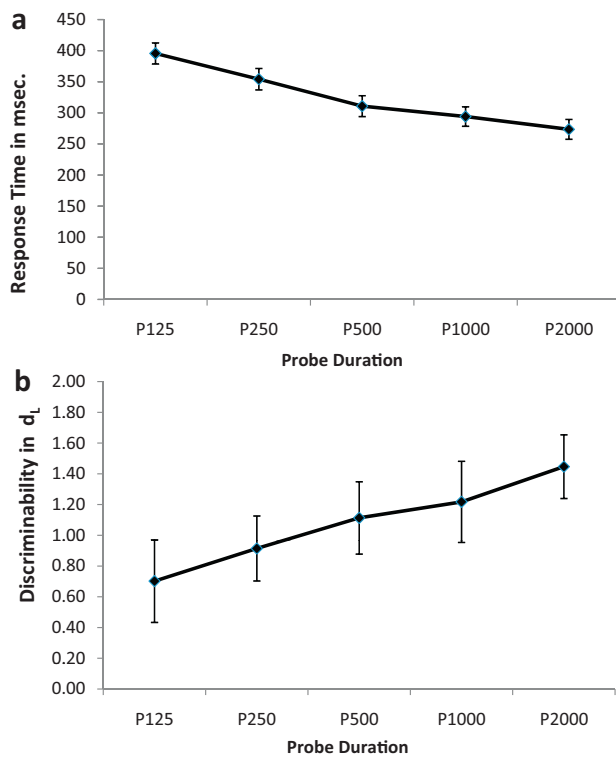 a
Response Time in msec.
450
400
350
300
250
200
150
100
50
0
P125 P250 P500 P1000 P2000
Probe Duration
b
Discriminability in d_L
2.00
1.80
1.60
1.40
1.20
1.00
0.80
0.60
0.40
0.20
0.00
P125 P250 P500 P1000 P2000
Probe Duration